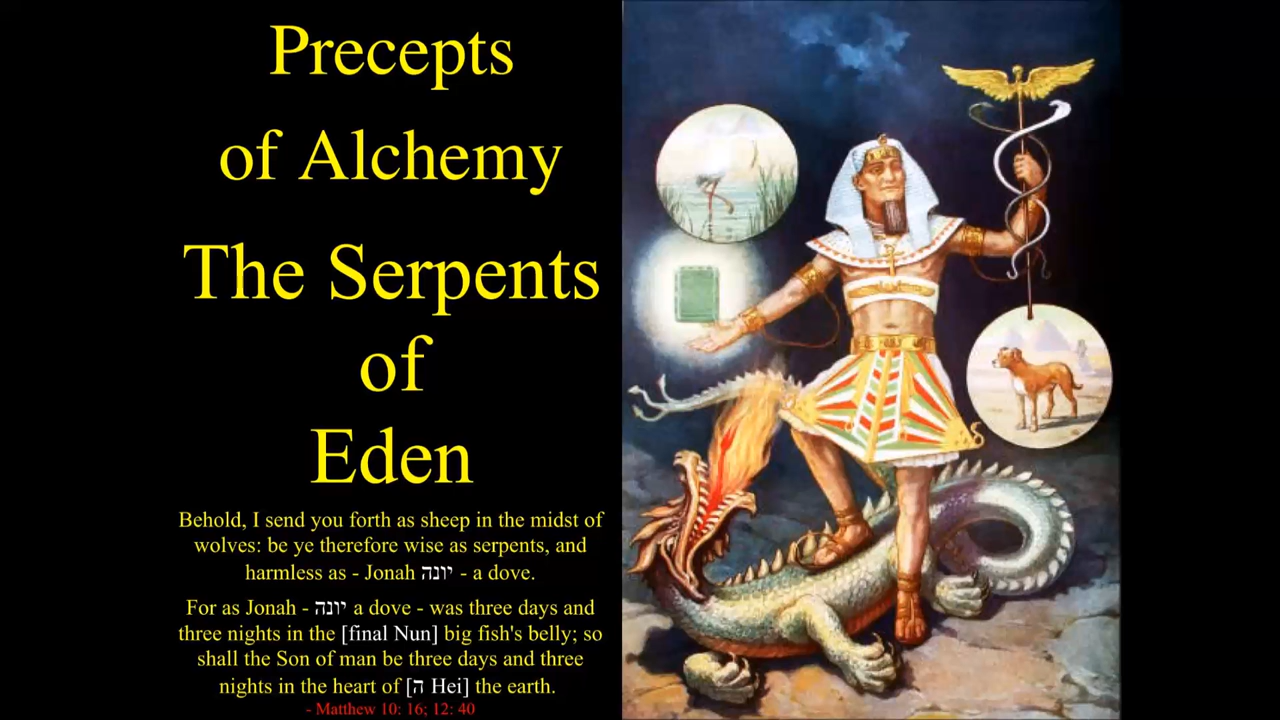 Precepts
of Alchemy
The Serpents
of
Eden
Behold, I send you forth as sheep in the midst of
wolves: be ye therefore wise as serpents, and
harmless as - Jonah יונה - a dove.
For as Jonah - יונה a dove - was three days and
three nights in the [final Nun] big fish's belly; so
shall the Son of man be three days and three
nights in the heart of [ה Hei] the earth.
- Matthew 10: 16; 12: 40